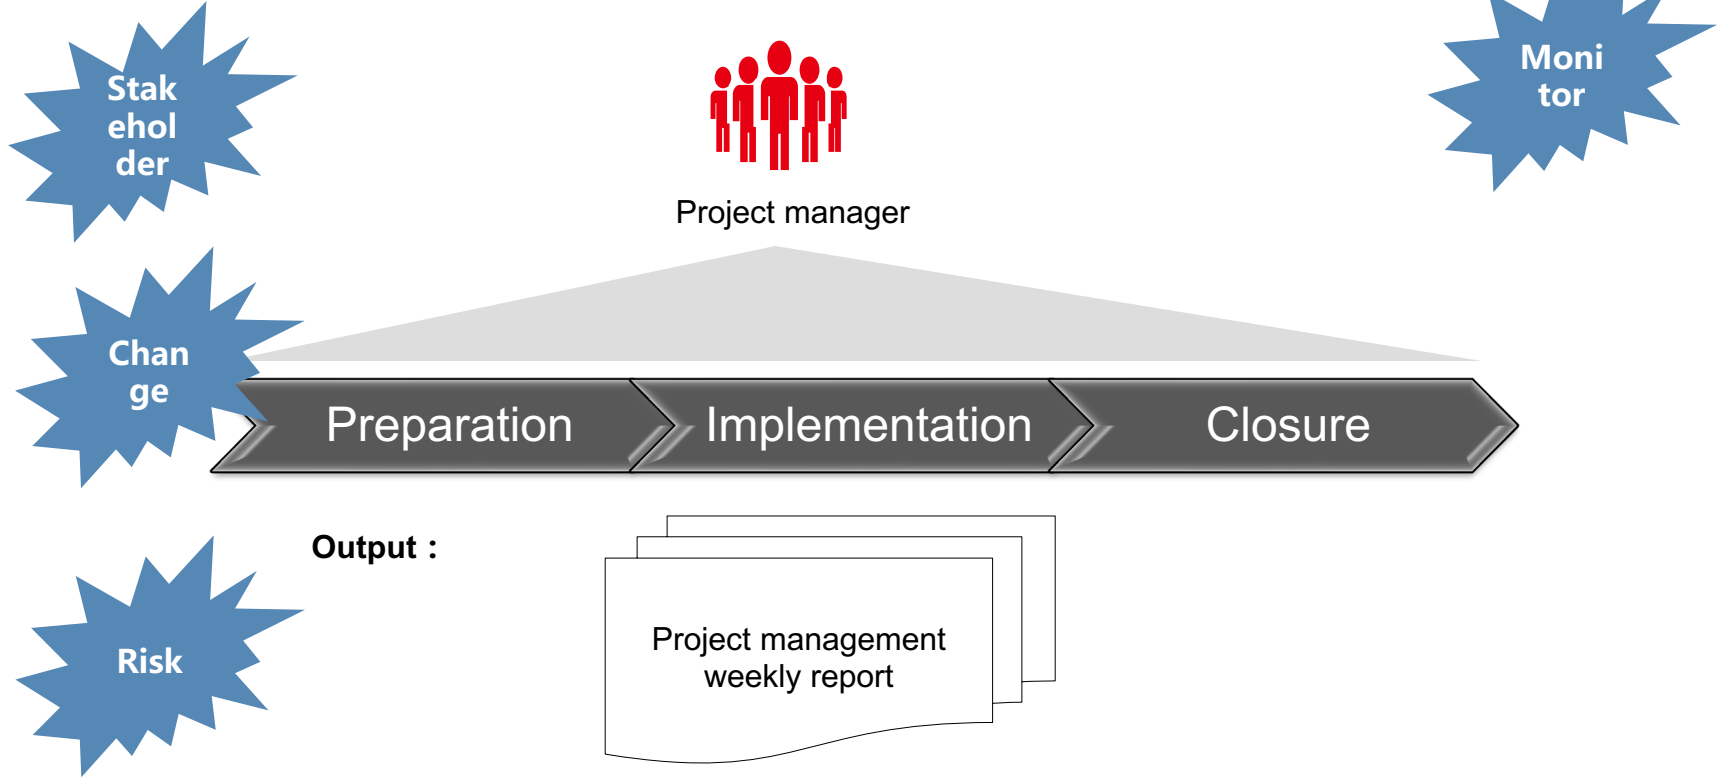 Stak
ehol
der
Moni
tor
Project manager
Chan
ge
Preparation
Implementation
Closure
Output :
Risk
Project management
weekly report